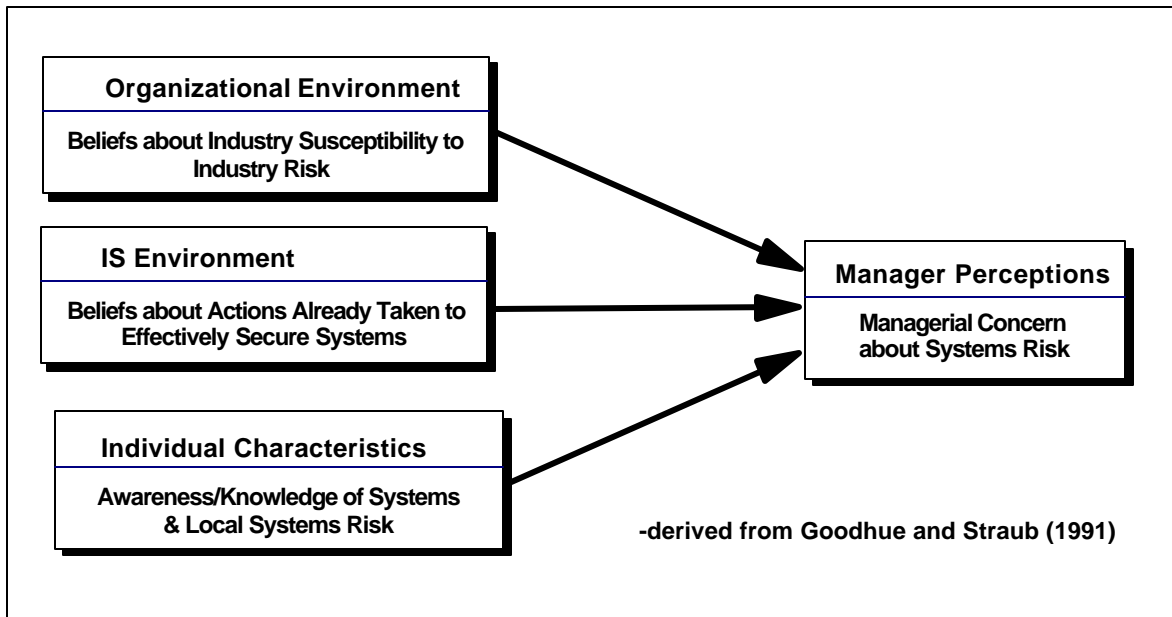 Organizational Environment
Beliefs about Industry Susceptibility to
Industry Risk
IS Environment
Beliefs about Actions Already Taken to
Effectively Secure Systems
Individual Characteristics
Awareness/Knowledge of Systems
& Local Systems Risk
Manager Perceptions
Managerial Concern
about Systems Risk
-derived from Goodhue and Straub (1991)